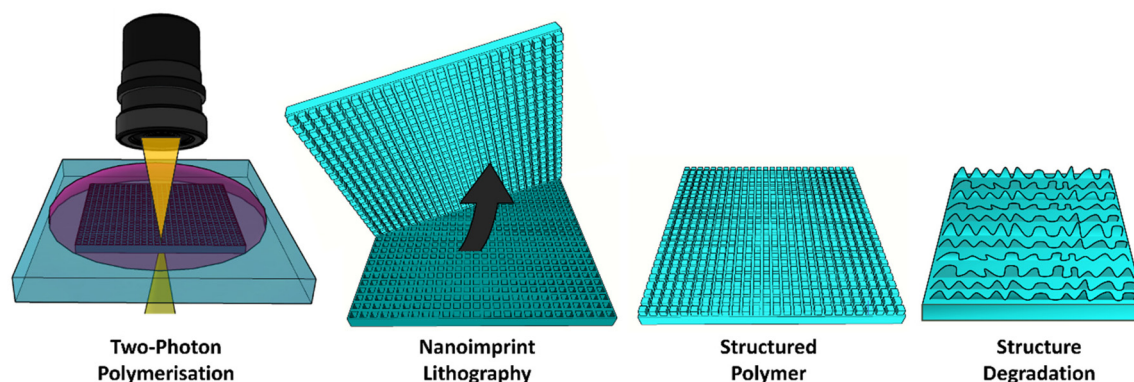 Two-Photon
Polymerisation
Nanoimprint
Lithography
Structured
Polymer
Structure
Degradation